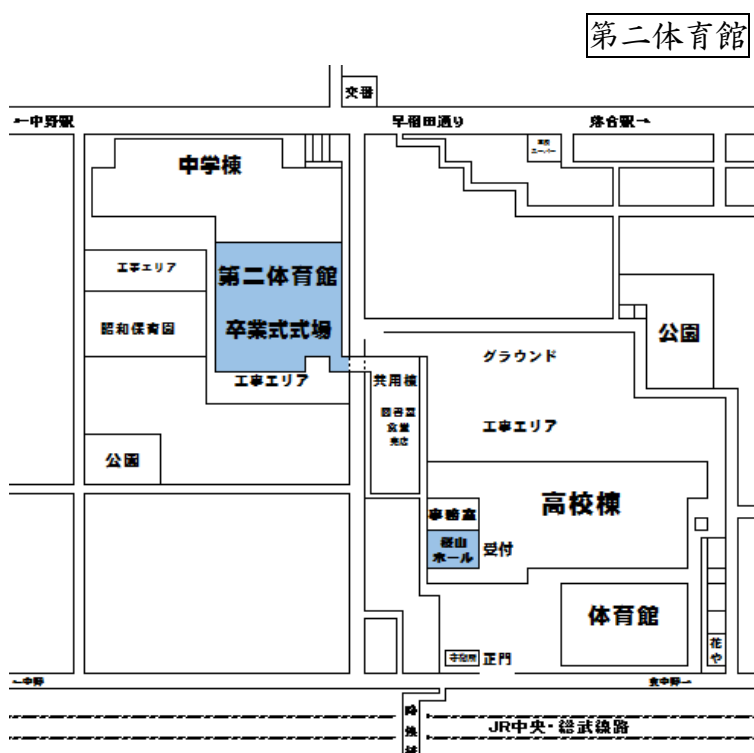 第二体育館
交番
←中野駅
早稲田通り
落合駅→
中学棟
工事エリア
第二体育館
卒業式式場
昭和保育園
公園
グラウンド
工事エリア
共用棟
図書室
食堂
売店
工事エリア
公園
高校棟
事務室
桜山
ホール
受付
体育館
花や
守衛所
正門
←中野
東中野→
JR中央・総武線路